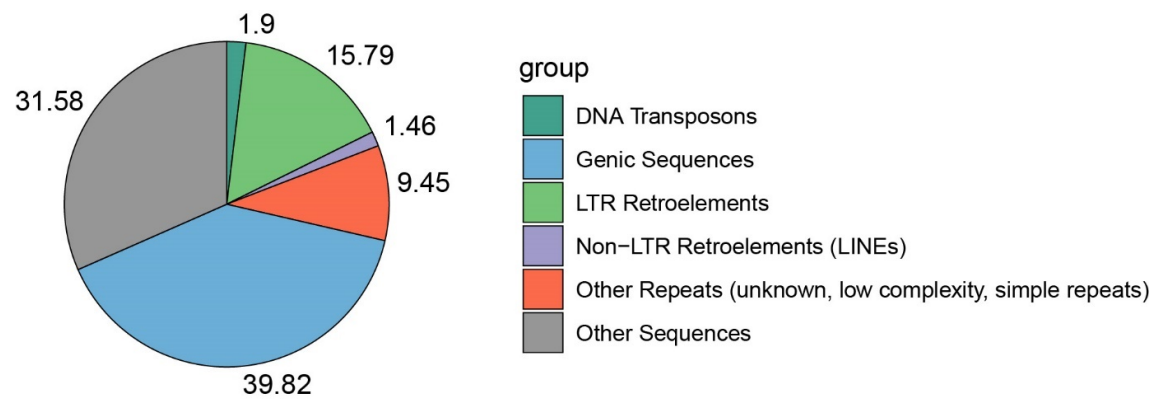 1.9
15.79
31.58
1.46
9.45
39.82
group
DNA Transposons
Genic Sequences
LTR Retroelements
Non−LTR Retroelements (LINEs)
Other Repeats (unknown, low complexity, simple repeats)
Other Sequences